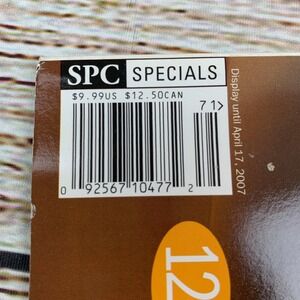 SPC SPECIALS
$9.99US $12.50CAN
71>
0 92567 10477 2
Display until April 17, 2007
12